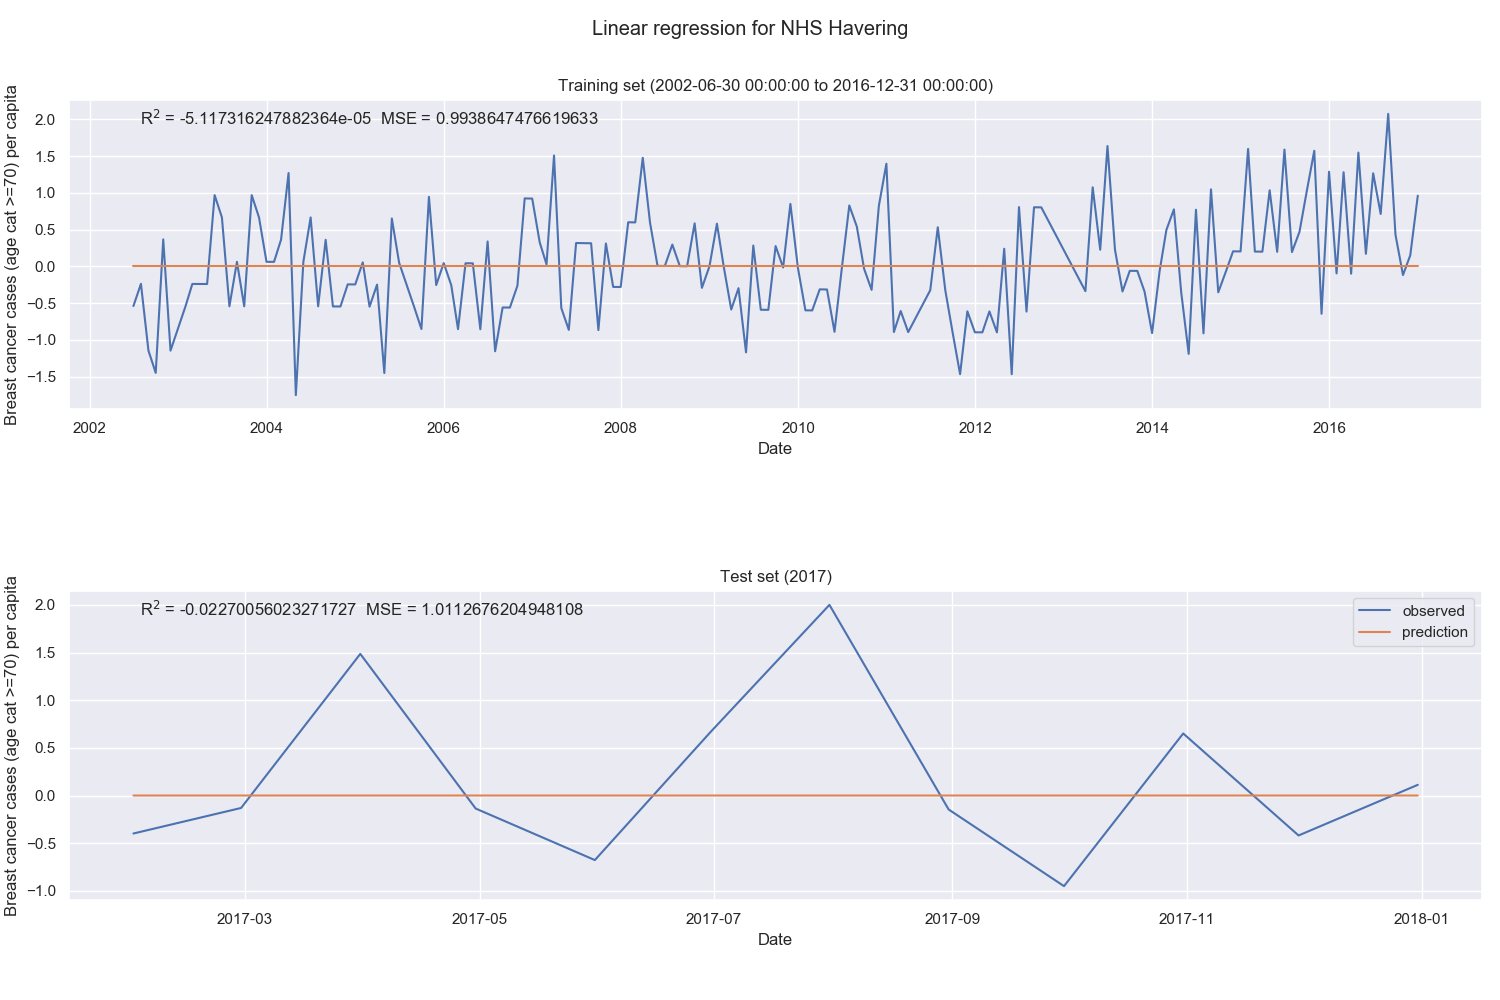 Linear regression for NHS Havering
Training set (2002-06-30 00:00:00 to 2016-12-31 00:00:00)
R² = -5.117316247882364e-05 MSE = 0.9938647476619633
Breast cancer cases (age cat >=70) per capita
2.0
1.5
1.0
0.5
0.0
−0.5
−1.0
−1.5
2002 2004 2006 2008 2010 2012 2014 2016
Date
Test set (2017)
R² = -0.02270056023271727 MSE = 1.0112676204948108
observed
prediction
Breast cancer cases (age cat >=70) per capita
2.0
1.5
1.0
0.5
0.0
−0.5
−1.0
2017-03 2017-05 2017-07 2017-09 2017-11 2018-01
Date